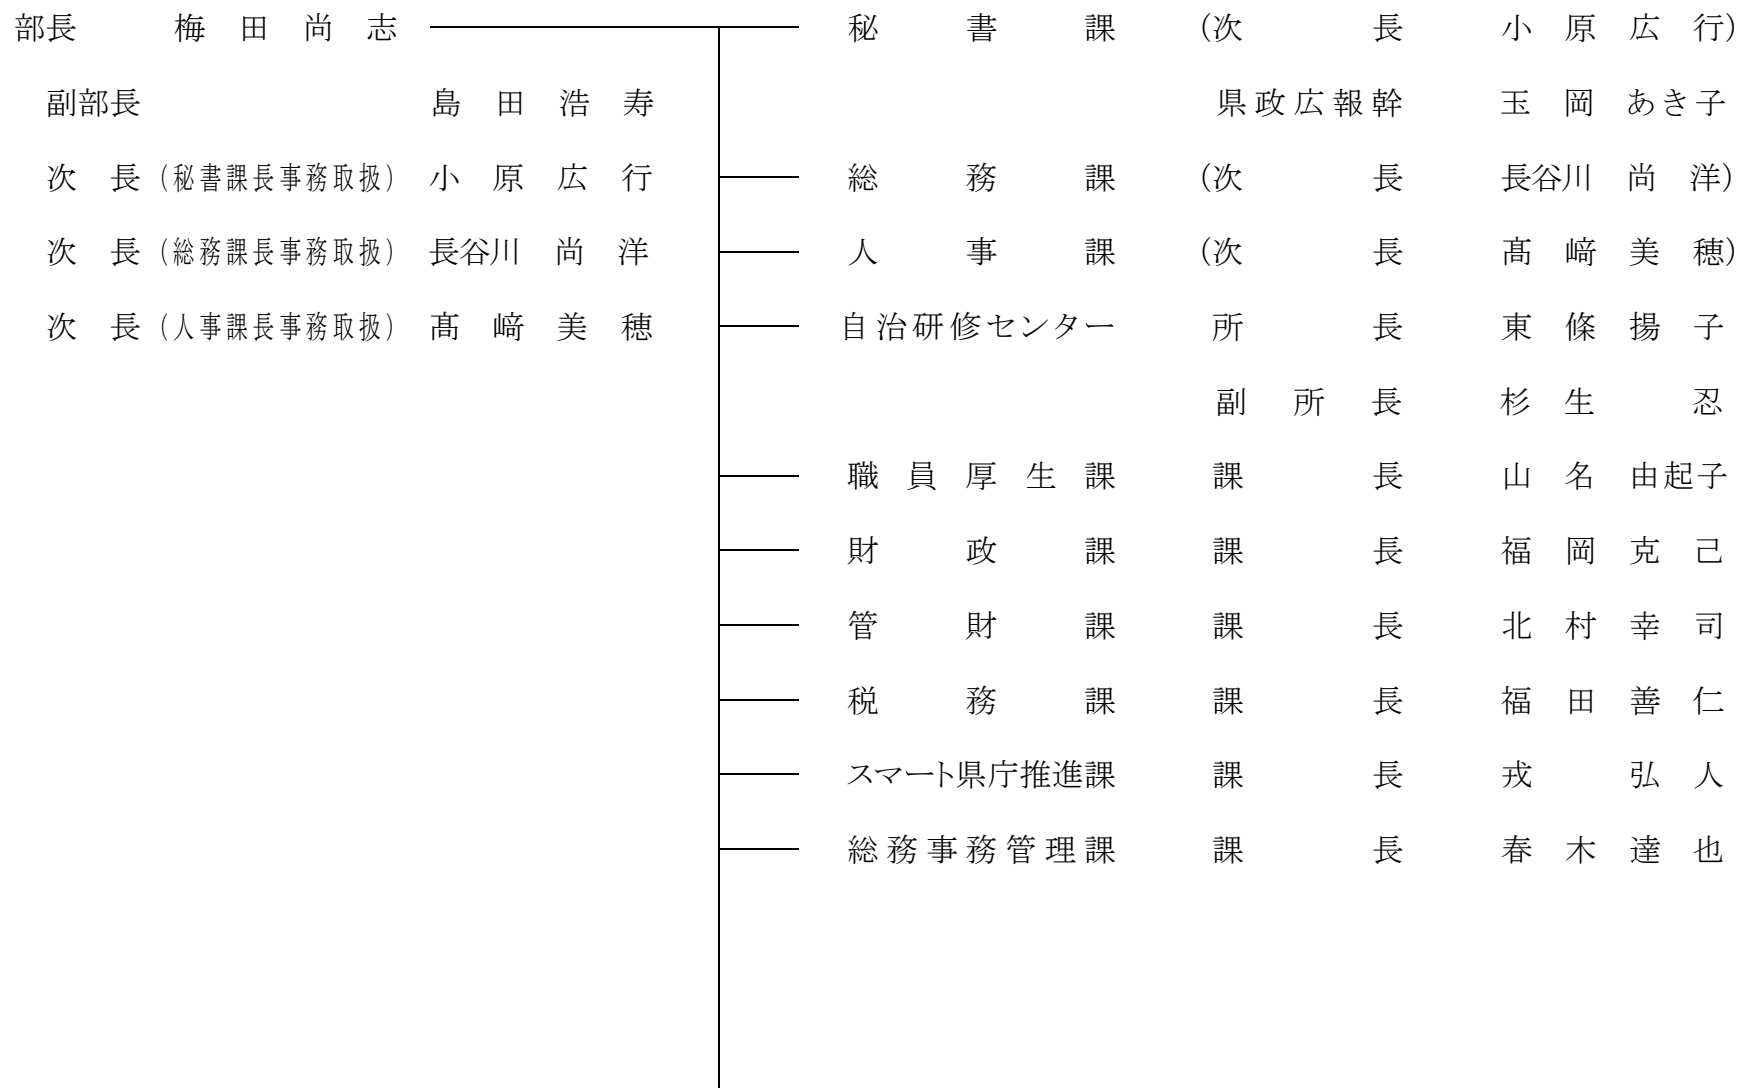 部長 梅田尚志 秘書課 (次長 小原広行)
副部長 島田浩寿 県政広報幹 玉岡あき子
次長(秘書課長事務取扱) 小原広行 総務課 (次長 長谷川尚洋)
次長(総務課長事務取扱) 長谷川尚洋 人事課 (次長 髙﨑美穂)
次長(人事課長事務取扱) 髙﨑美穂 自治研修センター 所長 東條揚子
副所長 杉生忍
職員厚生課 課長 山名由起子
財政課 課長 福岡克己
管財課 課長 北村幸司
税務課 課長 福田善仁
スマート県庁推進課 課長 戎弘人
総務事務管理課 課長 春木達也